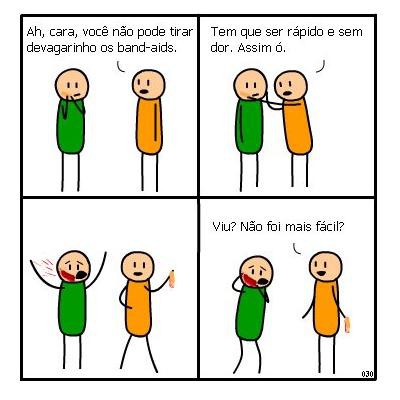 Ah, cara, você não pode tirar
devagarinho os band-aids.
Tem que ser rápido e sem
dor. Assim ó.
Viu? Não foi mais fácil?
030